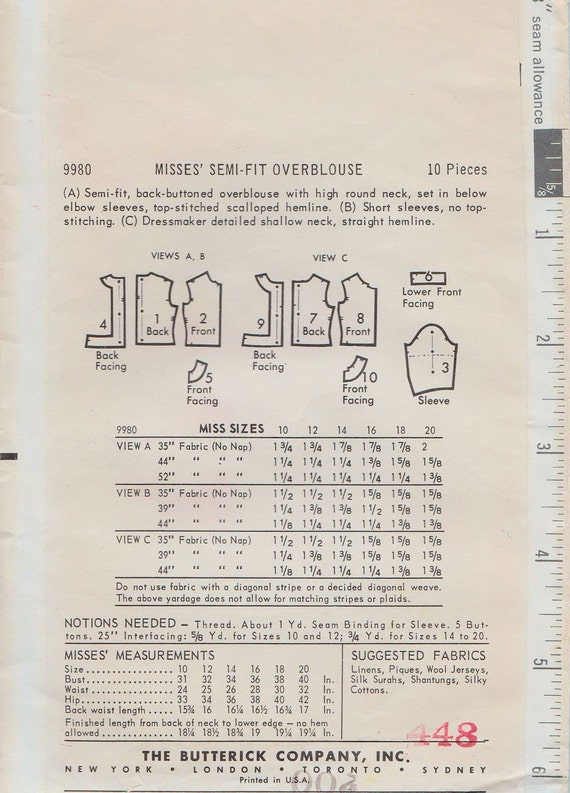 seam allowance
5/8
9980 MISSES' SEMI-FIT OVERBLOUSE 10 Pieces
(A) Semi-fit, back-buttoned overblouse with high round neck, set in below
elbow sleeves, top-stitched scalloped hemline. (B) Short sleeves, no top-
stitching. (C) Dressmaker detailed shallow neck, straight hemline.
VIEWS A, B VIEW C
6
Lower Front
Facing
4 1 Back 2 Front 9 7 Back 8 Front
Back
Facing
Back
Facing
5
Front
Facing
10
Front
Facing
3
Sleeve
9980 MISS SIZES 10 12 14 16 18 20
VIEW A 35" Fabric (No Nap) 1 3/4 1 3/4 1 7/8 1 7/8 1 7/8 2
44" " " " 1 1/4 1 1/4 1 1/4 1 3/8 1 5/8 1 5/8
52" " " " 1 1/4 1 1/4 1 1/4 1 1/4 1 1/4 1 3/8
VIEW B 35" Fabric (No Nap) 1 1/2 1 1/2 1 1/2 1 5/8 1 5/8 1 5/8
39" " " " 1 1/4 1 3/8 1 3/8 1 1/2 1 5/8 1 5/8
44" " " " 1 1/8 1 1/4 1 1/4 1 1/4 1 3/8 1 3/8
VIEW C 35" Fabric (No Nap) 1 1/2 1 1/2 1 1/2 1 5/8 1 5/8 1 5/8
39" " " " 1 1/4 1 3/8 1 3/8 1 5/8 1 5/8 1 5/8
44" " " " 1 1/8 1 1/4 1 1/4 1 1/4 1 3/8 1 3/8
Do not use fabric with a diagonal stripe or a decided diagonal weave.
The above yardage does not allow for matching stripes or plaids.
NOTIONS NEEDED – Thread. About 1 Yd. Seam Binding for Sleeve. 5 But-
tons. 25" Interfacing: 5/8 Yd. for Sizes 10 and 12; 3/4 Yd. for Sizes 14 to 20.
MISSES' MEASUREMENTS
Size............... 10 12 14 16 18 20
Bust............... 31 32 34 36 38 40 In.
Waist.............. 24 25 26 28 30 32 In.
Hip................ 33 34 36 38 40 42 In.
Back waist length..... 15¾ 16 16¼ 16½ 16¾ 17 In.
Finished length from back of neck to lower edge – no hem
allowed............ 18¼ 18½ 18¾ 19 19¼ 19¼ In.
SUGGESTED FABRICS
Linens, Piques, Wool Jerseys,
Silk Surahs, Shantungs, Silky
Cottons.
448
THE BUTTERICK COMPANY, INC.
NEW YORK • LONDON • TORONTO • SYDNEY
Printed in U.S.A.
1
2
3
4
5
6